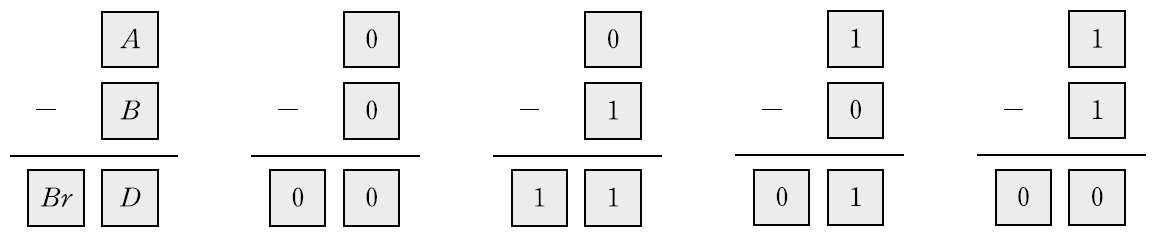 A 0 0 1 1
− B − 0 − 1 − 0 − 1
Br D 0 0 1 1 0 1 0 0